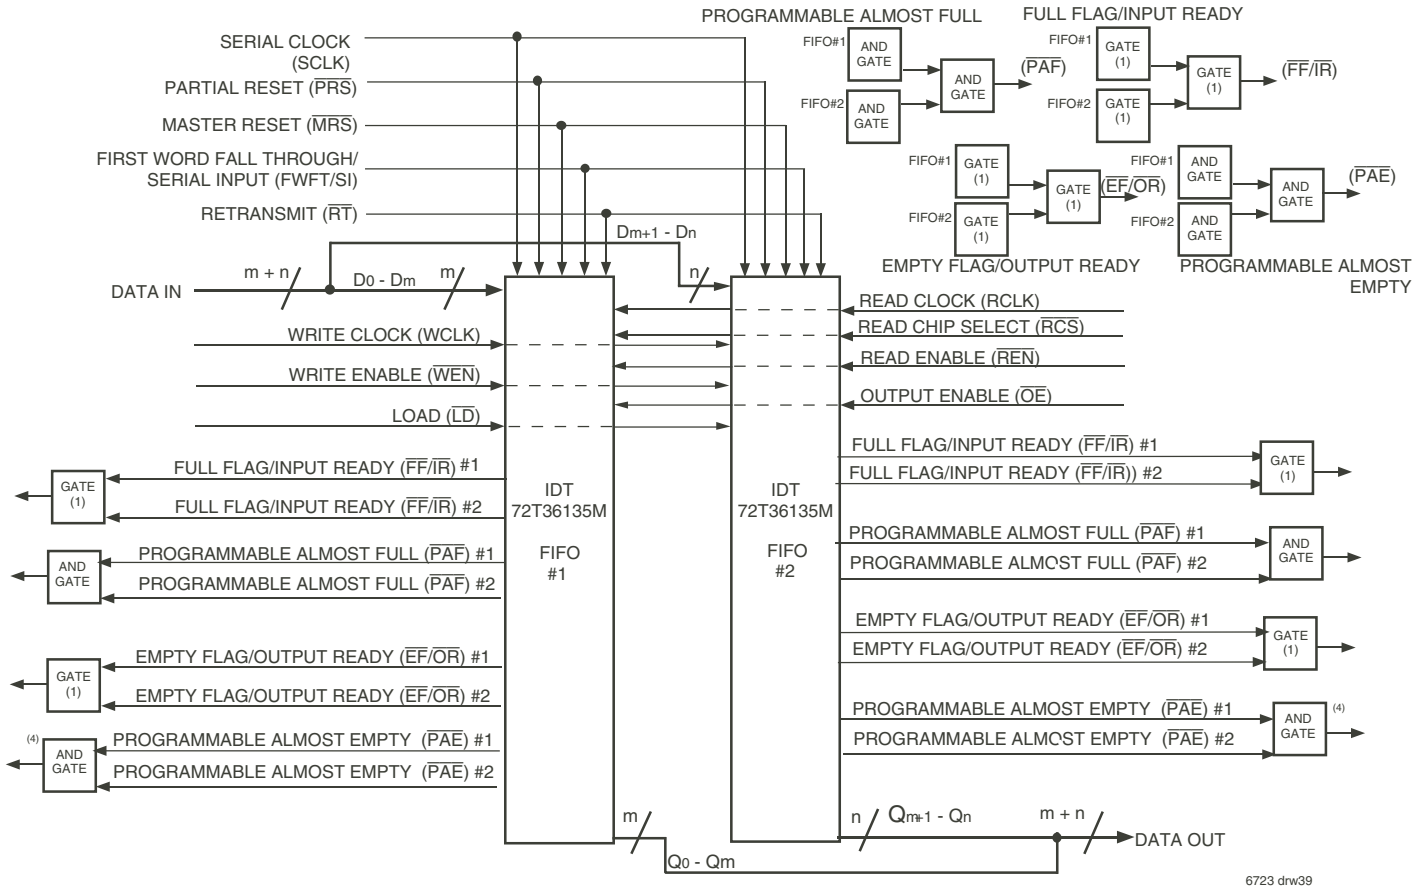 PROGRAMMABLE ALMOST FULL
FULL FLAG/INPUT READY
FIFO#1
AND
GATE
FIFO#2
AND
GATE
AND
GATE
(PAF)
FIFO#1
GATE
(1)
FIFO#2
GATE
(1)
GATE
(1)
(FF/IR)
FIFO#1
GATE
(1)
FIFO#2
GATE
(1)
GATE
(1)
(EF/OR)
EMPTY FLAG/OUTPUT READY
FIFO#1
AND
GATE
FIFO#2
AND
GATE
AND
GATE
(PAE)
PROGRAMMABLE ALMOST
EMPTY
SERIAL CLOCK
(SCLK)
PARTIAL RESET (PRS)
MASTER RESET (MRS)
FIRST WORD FALL THROUGH/
SERIAL INPUT (FWFT/SI)
RETRANSMIT (RT)
Dm+1 - Dn
m + n
D0 - Dm
m
n
DATA IN
READ CLOCK (RCLK)
READ CHIP SELECT (RCS)
READ ENABLE (REN)
OUTPUT ENABLE (OE)
WRITE CLOCK (WCLK)
WRITE ENABLE (WEN)
LOAD (LD)
FULL FLAG/INPUT READY (FF/IR) #1
FULL FLAG/INPUT READY (FF/IR) #2
GATE
(1)
PROGRAMMABLE ALMOST FULL (PAF) #1
PROGRAMMABLE ALMOST FULL (PAF) #2
AND
GATE
EMPTY FLAG/OUTPUT READY (EF/OR) #1
EMPTY FLAG/OUTPUT READY (EF/OR) #2
GATE
(1)
PROGRAMMABLE ALMOST EMPTY (PAE) #1
PROGRAMMABLE ALMOST EMPTY (PAE) #2
(4)
AND
GATE
IDT
72T36135M
FIFO
#1
IDT
72T36135M
FIFO
#2
FULL FLAG/INPUT READY (FF/IR) #1
FULL FLAG/INPUT READY (FF/IR)) #2
GATE
(1)
PROGRAMMABLE ALMOST FULL (PAF) #1
PROGRAMMABLE ALMOST FULL (PAF) #2
AND
GATE
EMPTY FLAG/OUTPUT READY (EF/OR) #1
EMPTY FLAG/OUTPUT READY (EF/OR) #2
GATE
(1)
PROGRAMMABLE ALMOST EMPTY (PAE) #1
PROGRAMMABLE ALMOST EMPTY (PAE) #2
AND
GATE
(4)
m
Q0 - Qm
n
Qm+1 - Qn
m + n
DATA OUT
6723 drw39